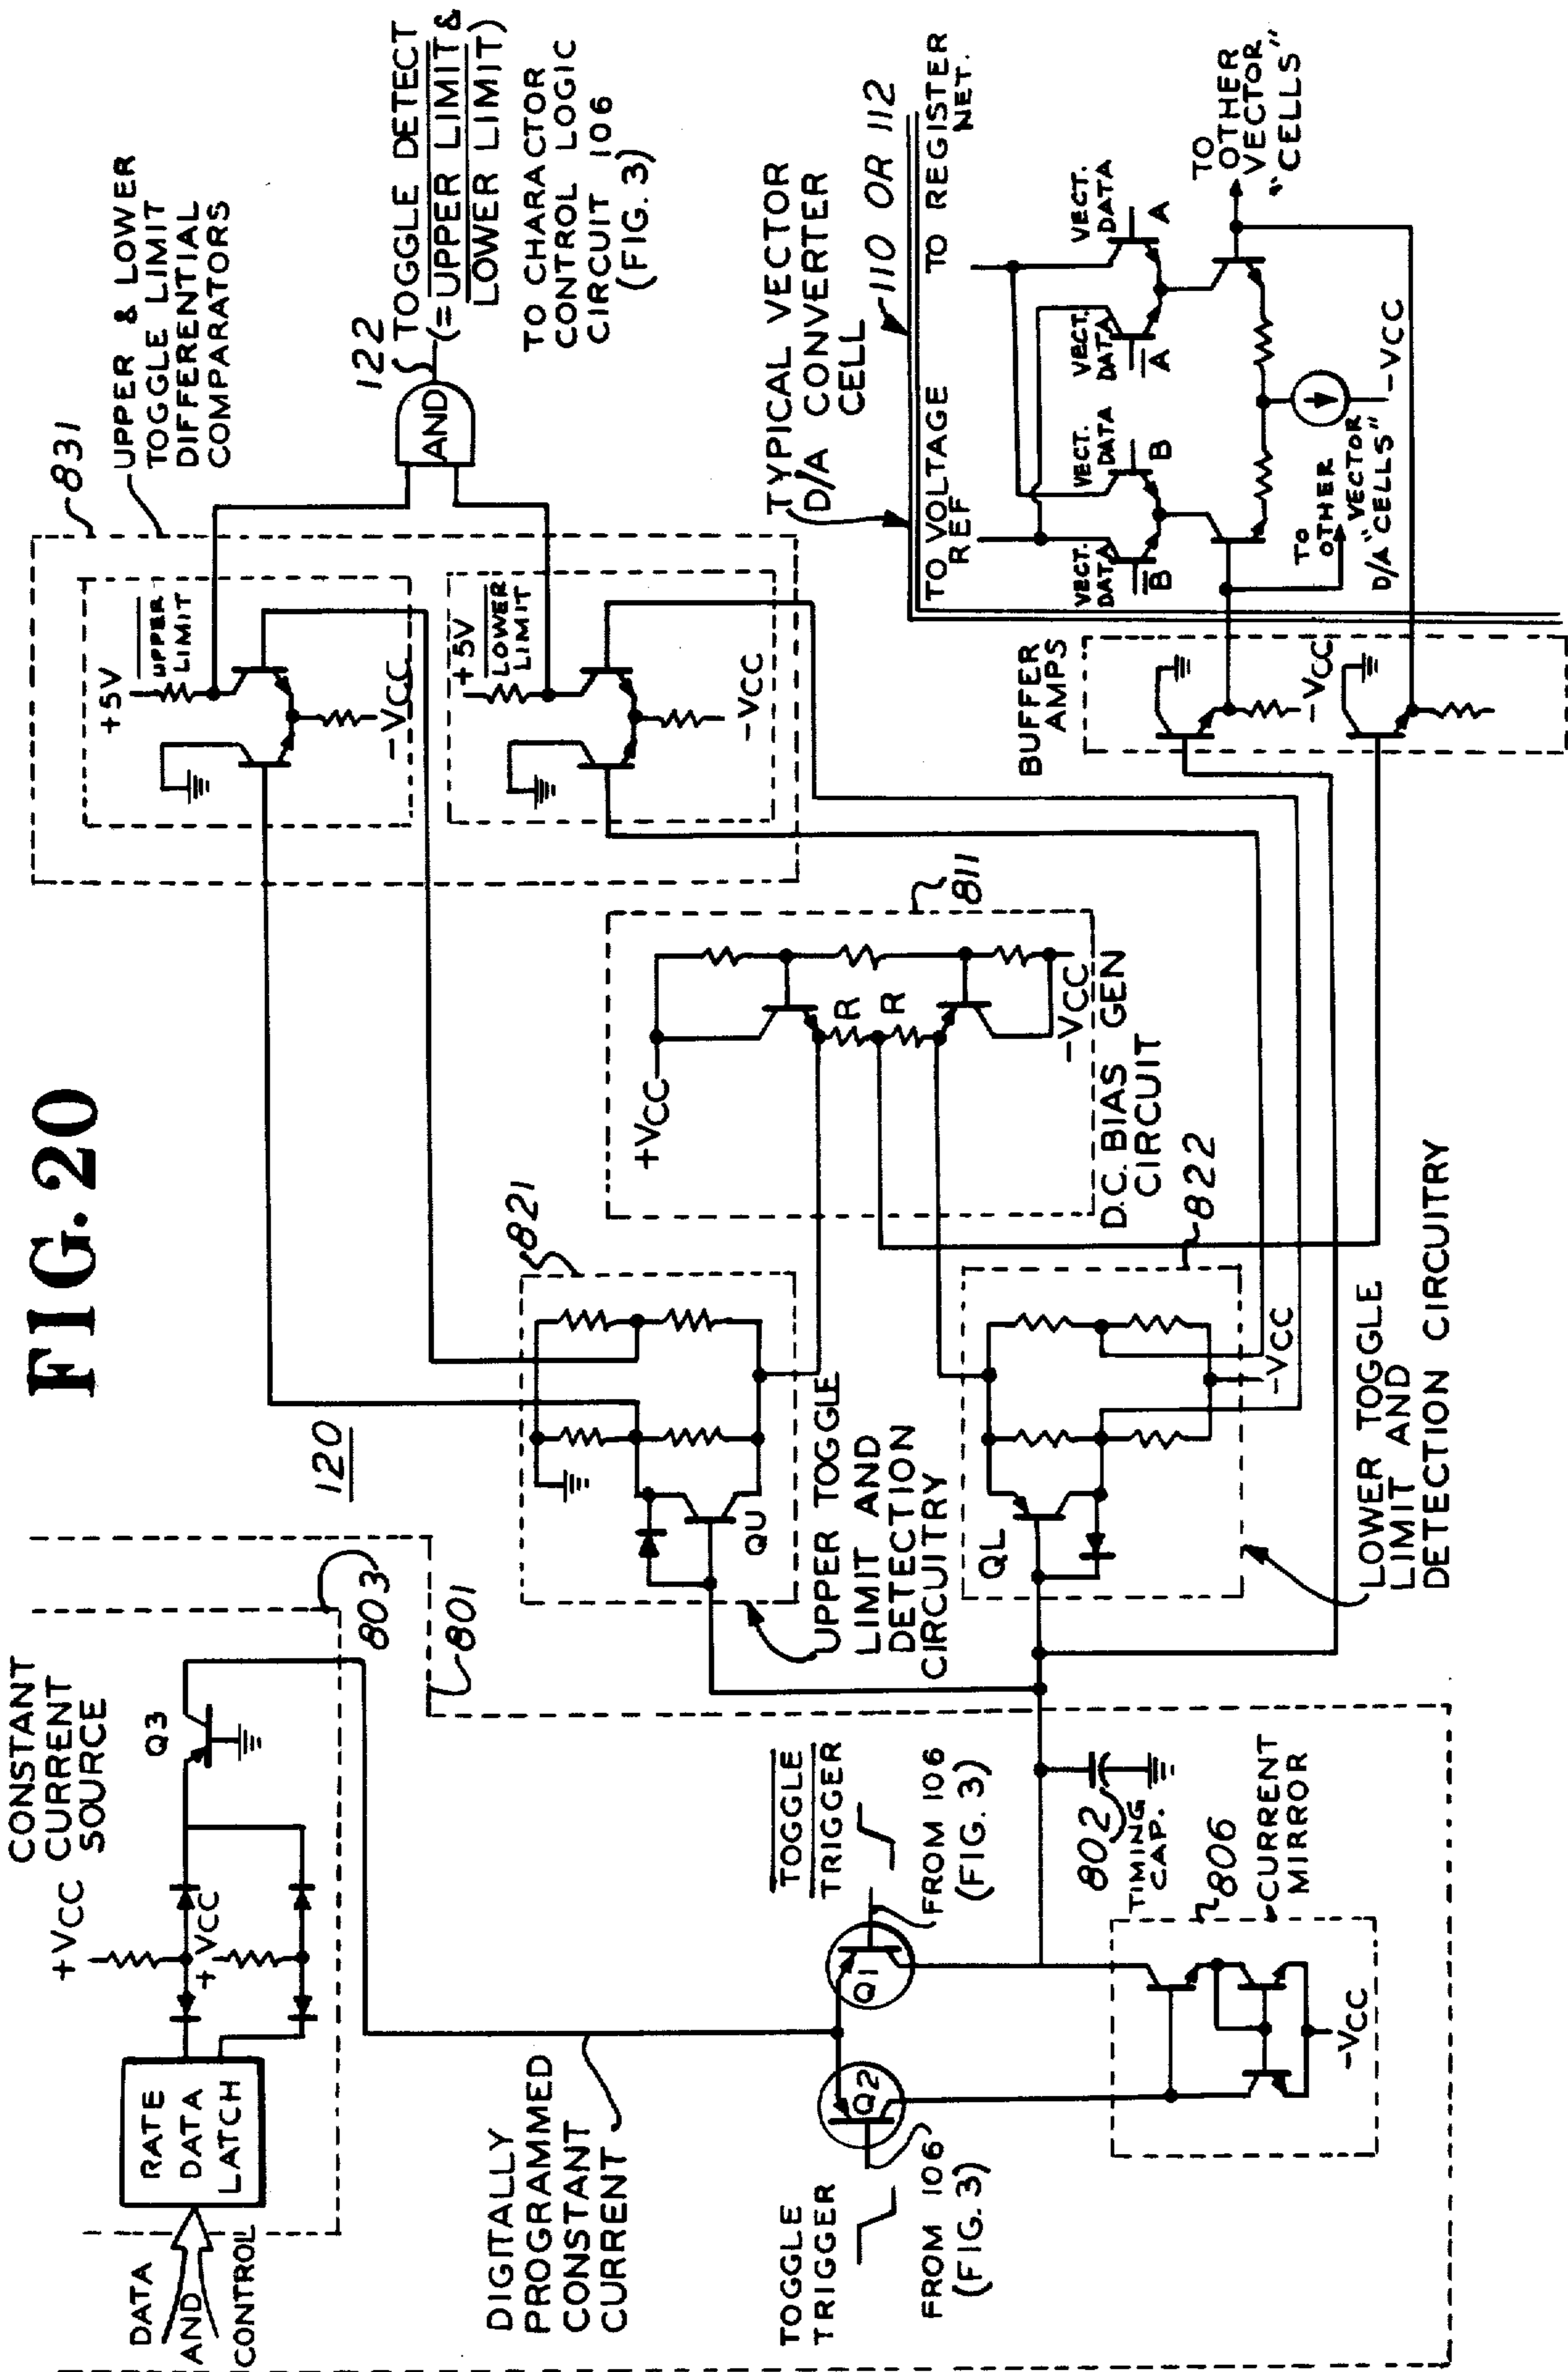 FIG. 20
120
CONSTANT
CURRENT
SOURCE
+VCC
+VCC
Q3
RATE
DATA
LATCH
DATA
AND
CONTROL
803
801
DIGITALLY
PROGRAMMED
CONSTANT
CURRENT
TOGGLE
TRIGGER
FROM 106
(FIG. 3)
Q2
Q1
TOGGLE
TRIGGER
FROM 106
(FIG. 3)
802
TIMING
CAP.
806
CURRENT
MIRROR
-VCC
821
QU
UPPER TOGGLE
LIMIT AND
DETECTION
CIRCUITRY
QL
-VCC
822
LOWER TOGGLE
LIMIT AND
DETECTION CIRCUITRY
811
+VCC
R
R
-VCC
D.C. BIAS GEN
CIRCUIT
831
UPPER & LOWER
TOGGLE LIMIT
DIFFERENTIAL
COMPARATORS
+5V
UPPER
LIMIT
-VCC
+5V
LOWER
LIMIT
-VCC
122
AND
TOGGLE DETECT
(=UPPER LIMIT &
LOWER LIMIT)
TO CHARACTOR
CONTROL LOGIC
CIRCUIT 106
(FIG. 3)
BUFFER
AMPS
-VCC
TYPICAL VECTOR
D/A CONVERTER
CELL
110 OR 112
TO VOLTAGE
REF
TO REGISTER
NET.
VECT.
DATA
B
VECT.
DATA
B
VECT.
DATA
A
VECT.
DATA
A
TO
OTHER
VECTOR
D/A "CELLS"
-VCC
TO
OTHER
VECTOR
"CELLS"